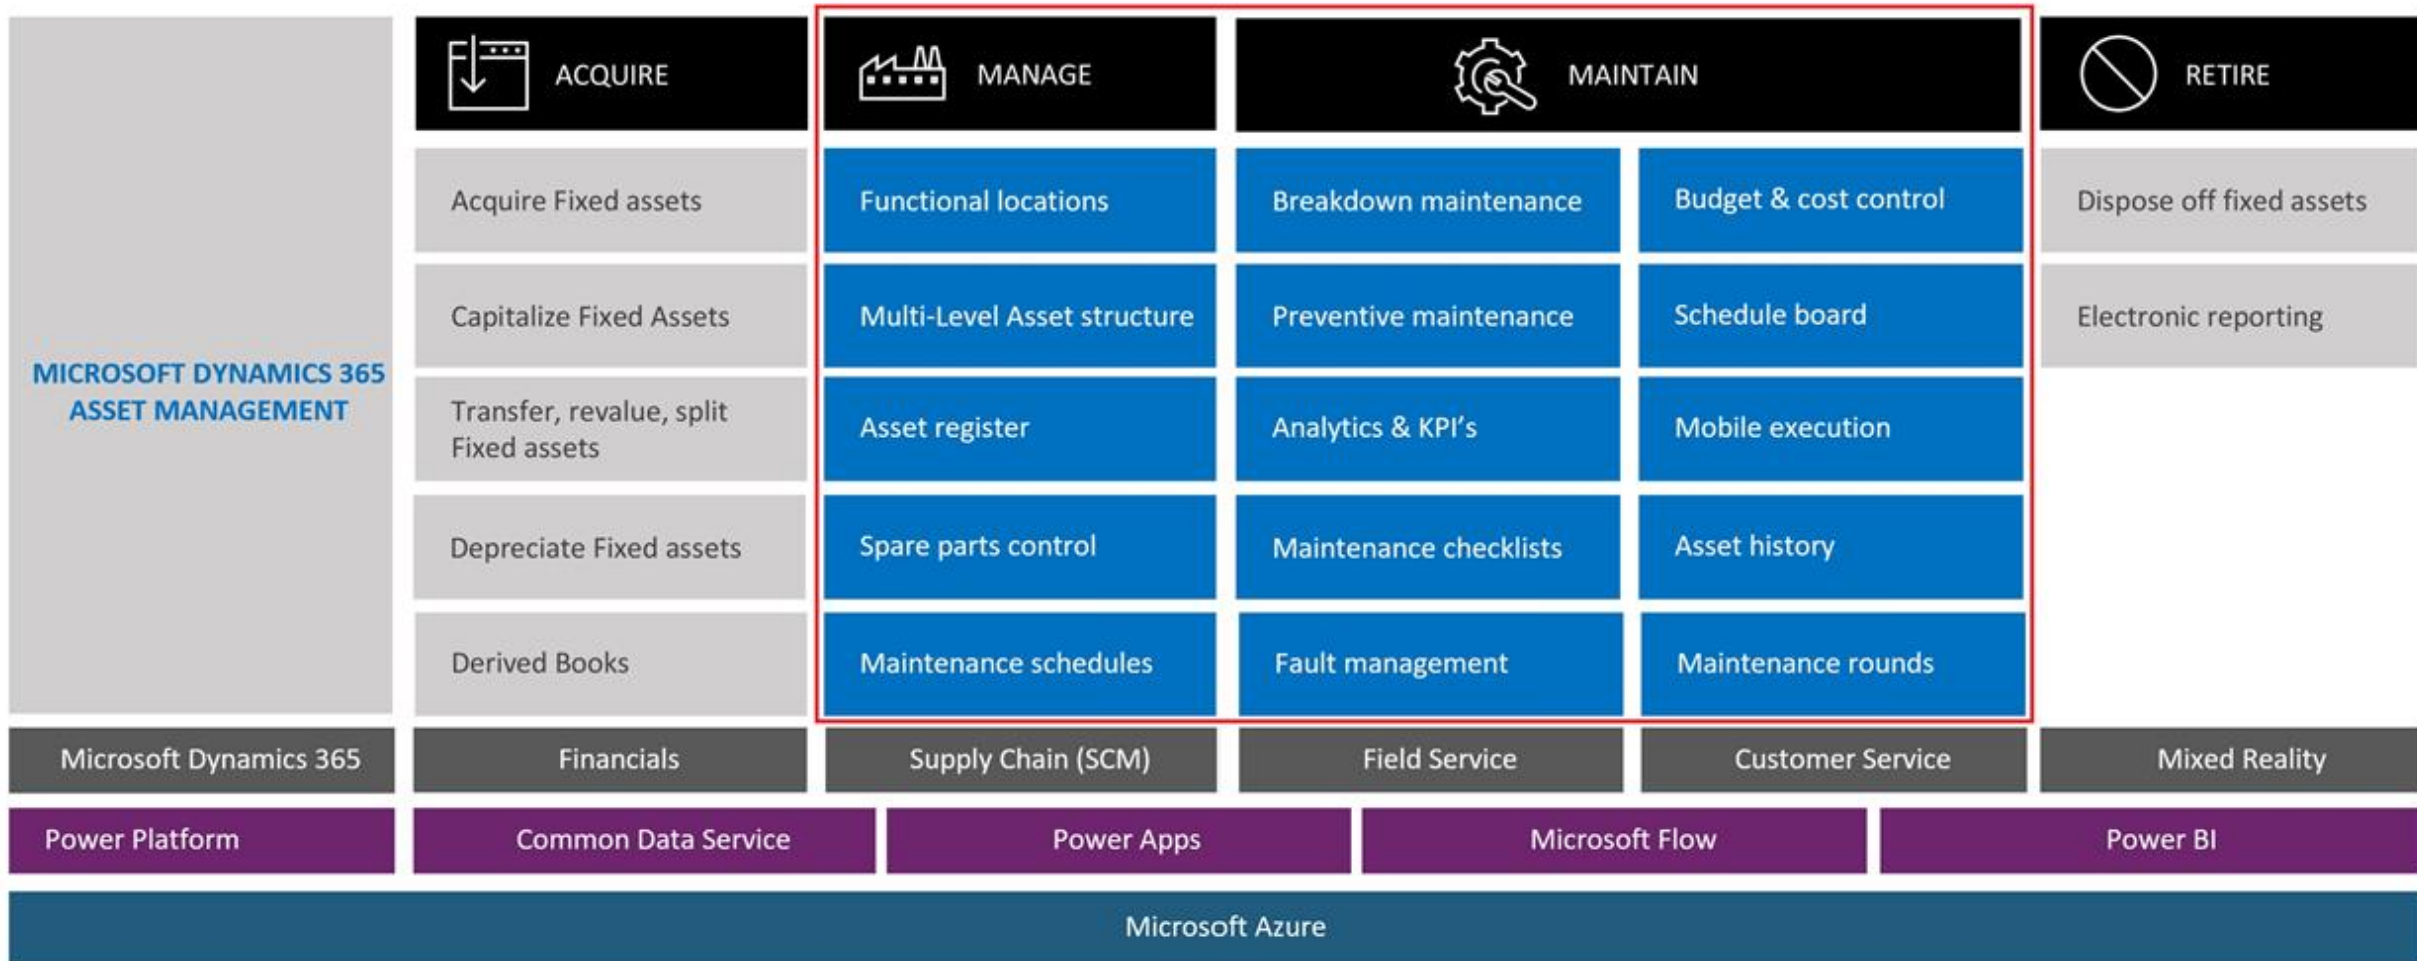 MICROSOFT DYNAMICS 365
ASSET MANAGEMENT
ACQUIRE
Acquire Fixed assets
Capitalize Fixed Assets
Transfer, revalue, split
Fixed assets
Depreciate Fixed assets
Derived Books
MANAGE
Functional locations
Multi-Level Asset structure
Asset register
Spare parts control
Maintenance schedules
MAINTAIN
Breakdown maintenance
Preventive maintenance
Analytics & KPI’s
Maintenance checklists
Fault management
Budget & cost control
Schedule board
Mobile execution
Asset history
Maintenance rounds
RETIRE
Dispose off fixed assets
Electronic reporting
Microsoft Dynamics 365
Financials
Supply Chain (SCM)
Field Service
Customer Service
Mixed Reality
Power Platform
Common Data Service
Power Apps
Microsoft Flow
Power BI
Microsoft Azure